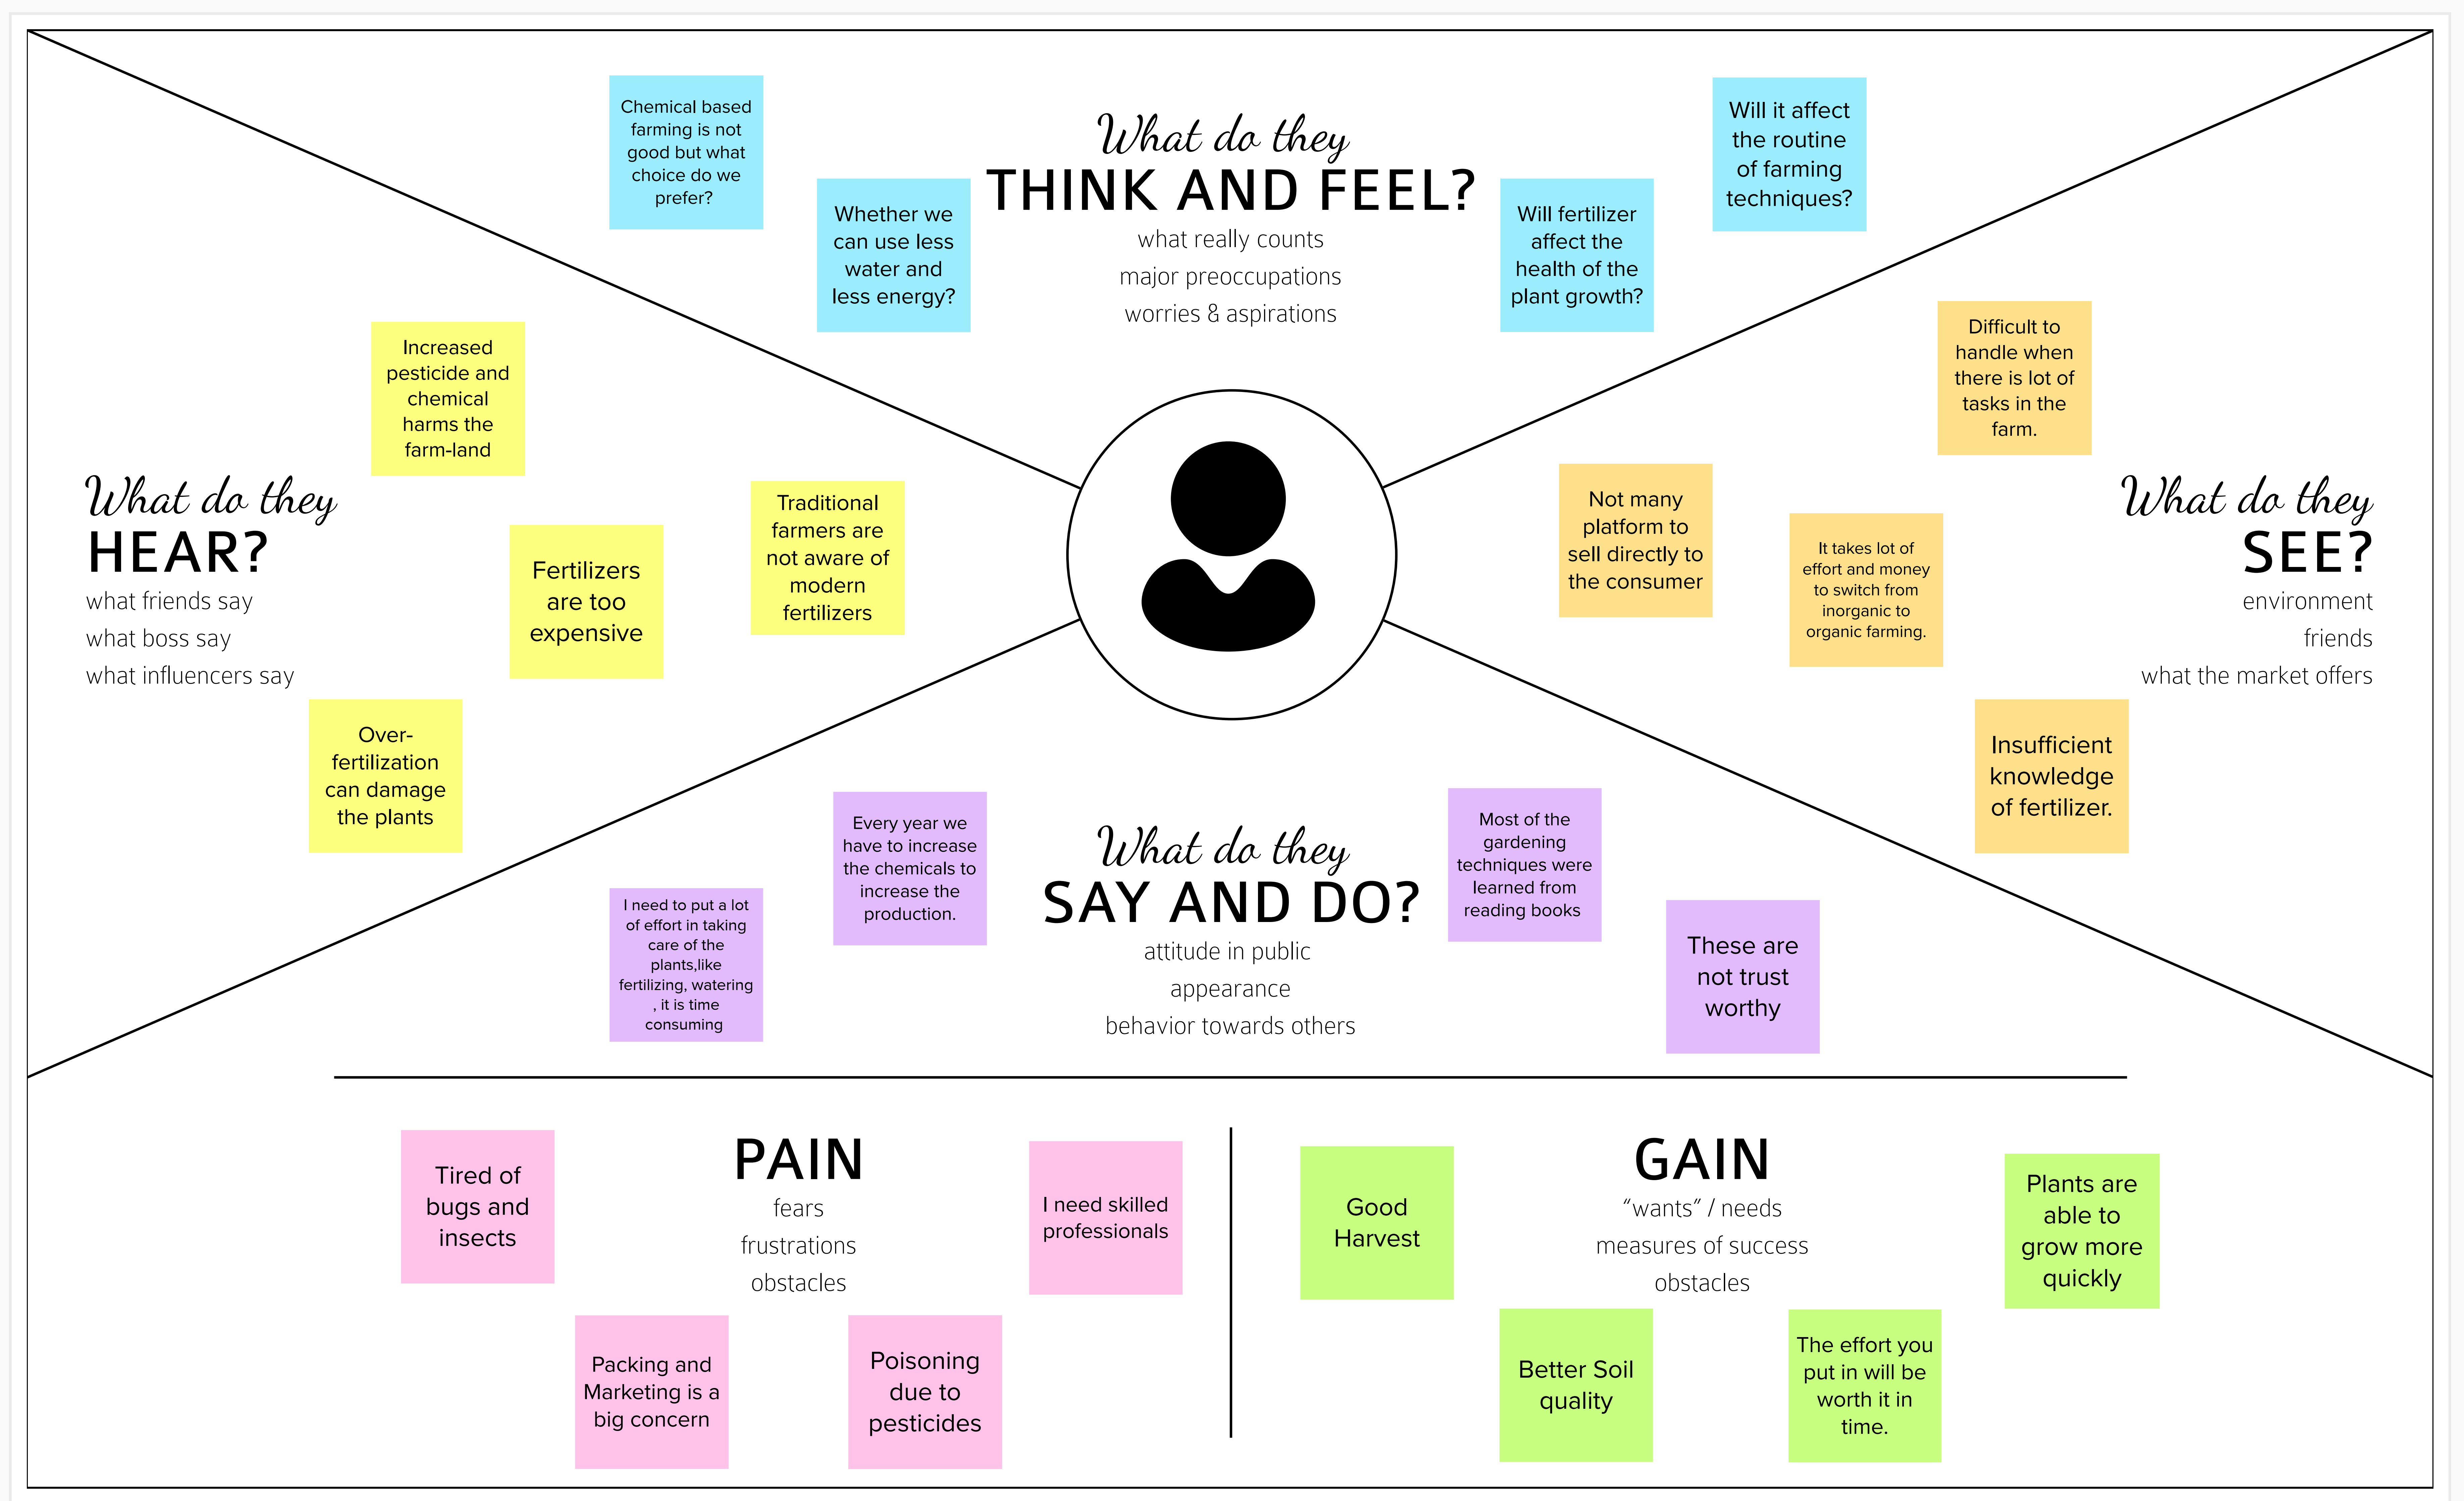 What do they
THINK AND FEEL?
what really counts
major preoccupations
worries & aspirations
Chemical based
farming is not
good but what
choice do we
prefer?
Whether we
can use less
water and
less energy?
Will fertilizer
affect the
health of the
plant growth?
Will it affect
the routine
of farming
techniques?
What do they
HEAR?
what friends say
what boss say
what influencers say
Increased
pesticide and
chemical
harms the
farm-land
Fertilizers
are too
expensive
Traditional
farmers are
not aware of
modern
fertilizers
Over-
fertilization
can damage
the plants
What do they
SEE?
environment
friends
what the market offers
Difficult to
handle when
there is lot of
tasks in the
farm.
Not many
platform to
sell directly to
the consumer
It takes lot of
effort and money
to switch from
inorganic to
organic farming.
Insufficient
knowledge
of fertilizer.
What do they
SAY AND DO?
attitude in public
appearance
behavior towards others
I need to put a lot
of effort in taking
care of the
plants,like
fertilizing, watering
, it is time
consuming
Every year we
have to increase
the chemicals to
increase the
production.
Most of the
gardening
techniques were
learned from
reading books
These are
not trust
worthy
PAIN
fears
frustrations
obstacles
Tired of
bugs and
insects
Packing and
Marketing is a
big concern
Poisoning
due to
pesticides
I need skilled
professionals
GAIN
“wants” / needs
measures of success
obstacles
Good
Harvest
Better Soil
quality
The effort you
put in will be
worth it in
time.
Plants are
able to
grow more
quickly